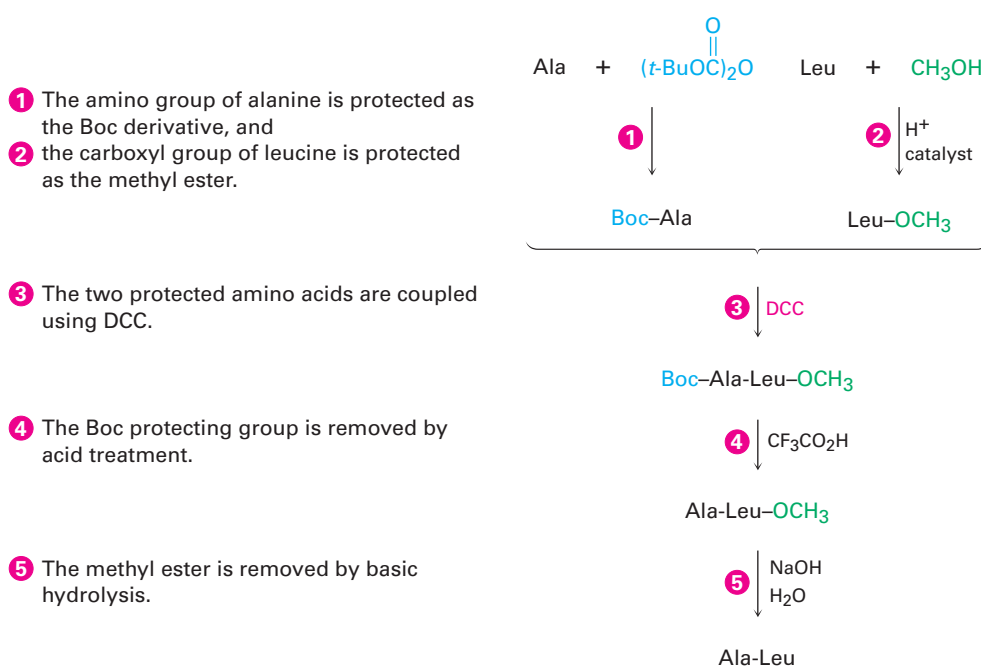 O
Ala + (t-BuOC)₂O Leu + CH₃OH
1 The amino group of alanine is protected as
the Boc derivative, and
2 the carboxyl group of leucine is protected
as the methyl ester.
1
2 H⁺
catalyst
Boc–Ala Leu–OCH₃
3 The two protected amino acids are coupled
using DCC.
3 DCC
Boc–Ala-Leu–OCH₃
4 The Boc protecting group is removed by
acid treatment.
4 CF₃CO₂H
Ala-Leu–OCH₃
5 The methyl ester is removed by basic
hydrolysis.
5 NaOH
H₂O
Ala-Leu